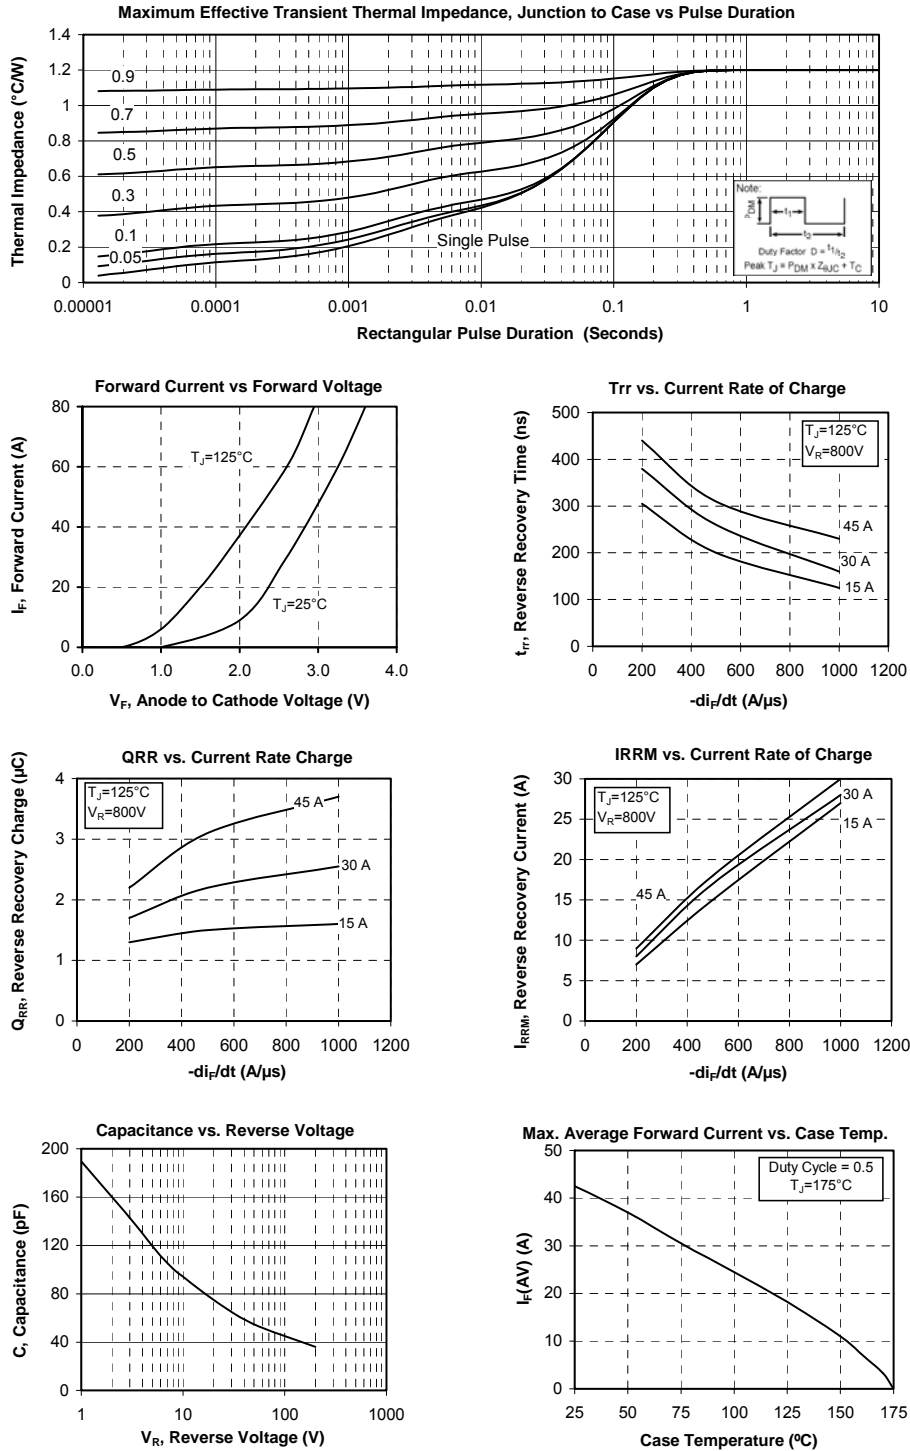 Maximum Effective Transient Thermal Impedance, Junction to Case vs Pulse Duration
Thermal Impedance (°C/W)
1.4
1.2
1
0.8
0.6
0.4
0.2
0
0.9
0.7
0.5
0.3
0.1
0.05
Single Pulse
Note:
PDM
t1
t2
Duty Factor D = t1/t2
Peak TJ = PDM x ZθJC + TC
0.00001 0.0001 0.001 0.01 0.1 1 10
Rectangular Pulse Duration (Seconds)
Forward Current vs Forward Voltage
IF, Forward Current (A)
80
60
40
20
0
TJ=125°C
TJ=25°C
0.0 1.0 2.0 3.0 4.0
VF, Anode to Cathode Voltage (V)
Trr vs. Current Rate of Charge
trr, Reverse Recovery Time (ns)
500
400
300
200
100
0
TJ=125°C
VR=800V
45 A
30 A
15 A
0 200 400 600 800 1000 1200
-diF/dt (A/µs)
QRR vs. Current Rate Charge
QRR, Reverse Recovery Charge (µC)
4
3
2
1
0
TJ=125°C
VR=800V
45 A
30 A
15 A
0 200 400 600 800 1000 1200
-diF/dt (A/µs)
IRRM vs. Current Rate of Charge
IRRM, Reverse Recovery Current (A)
30
25
20
15
10
5
0
TJ=125°C
VR=800V
30 A
15 A
45 A
0 200 400 600 800 1000 1200
-diF/dt (A/µs)
Capacitance vs. Reverse Voltage
C, Capacitance (pF)
200
160
120
80
40
0
1 10 100 1000
VR, Reverse Voltage (V)
Max. Average Forward Current vs. Case Temp.
IF(AV) (A)
50
40
30
20
10
0
Duty Cycle = 0.5
TJ=175°C
25 50 75 100 125 150 175
Case Temperature (ºC)